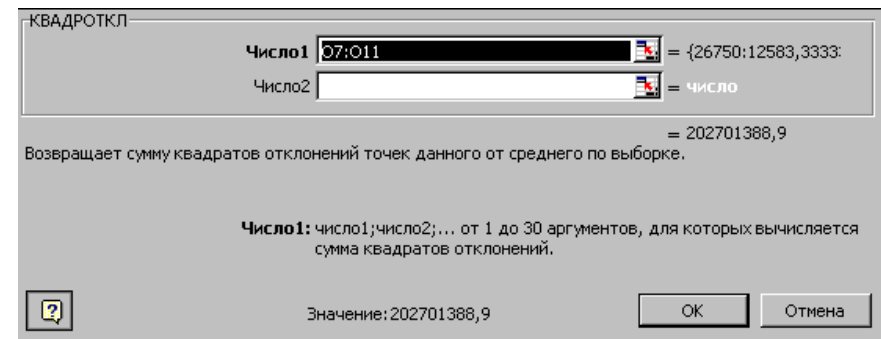 КВАДРОТКЛ
Число1 O7:O11 = {26750:12583,3333:
Число2 = число
= 202701388,9
Возвращает сумму квадратов отклонений точек данного от среднего по выборке.
Число1: число1;число2;... от 1 до 30 аргументов, для которых вычисляется
сумма квадратов отклонений.
Значение:202701388,9 OK Отмена